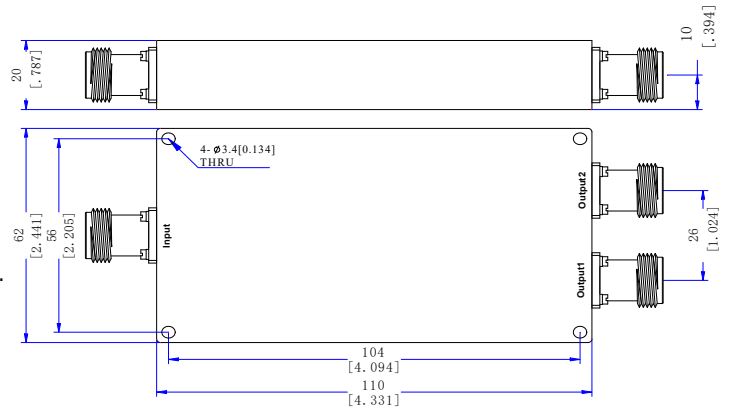 20
[.787]
10
[.394]
4- ϕ3.4[0.134]
THRU
62
[2.441]
56
[2.205]
Input
Output2
Output1
26
[1.024]
104
[4.094]
110
[4.331]